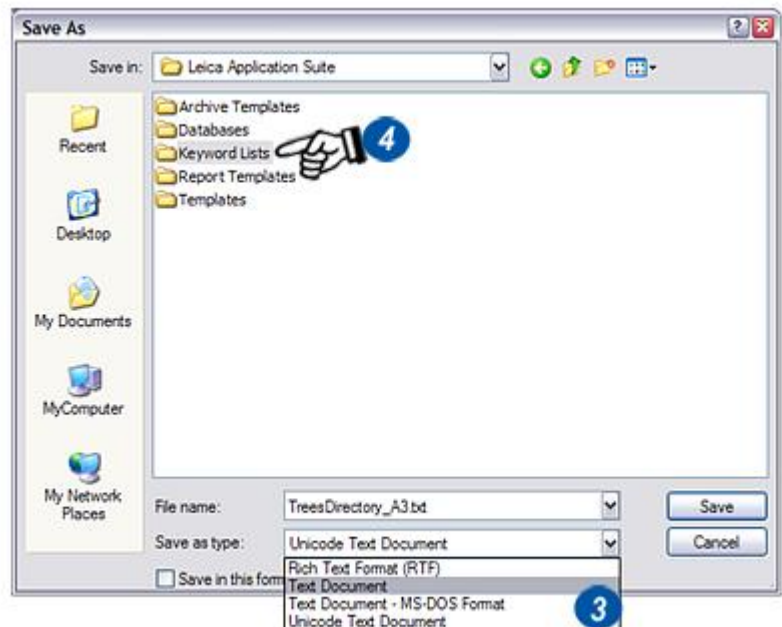 Save As
Save in:
Leica Application Suite
Recent
Desktop
My Documents
MyComputer
My Network
Places
Archive Templates
Databases
Keyword Lists
4
Report Templates
Templates
File name:
TreesDirectory_A3.txt
Save
Save as type:
Unicode Text Document
Cancel
Save in this form
Rich Text Format (RTF)
Text Document
Text Document - MS-DOS Format
Unicode Text Document
3